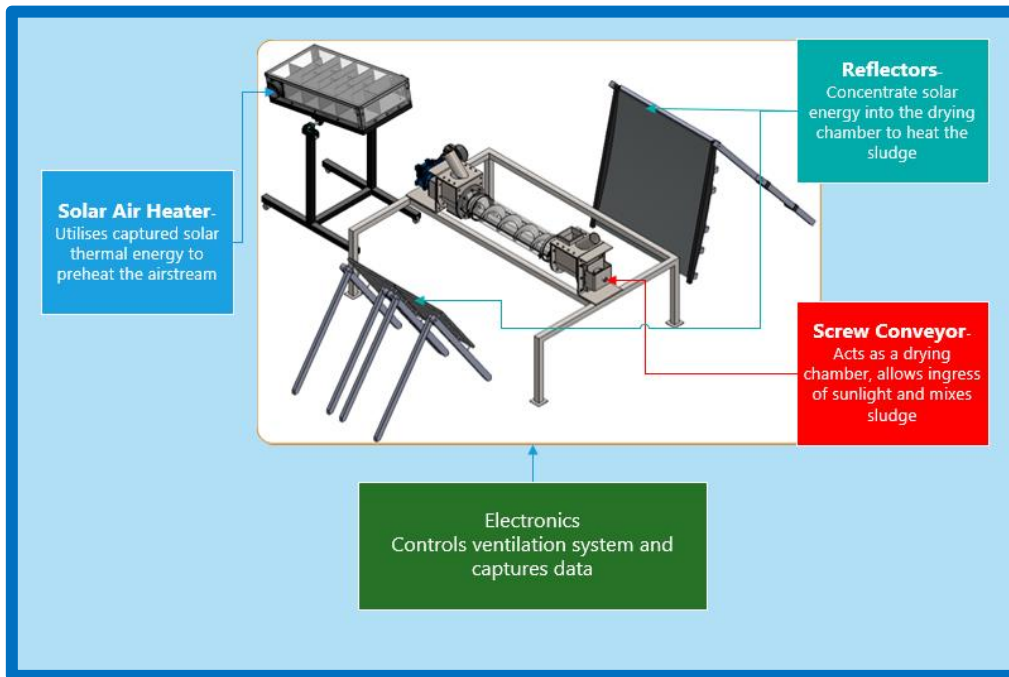 Reflectors-
Concentrate solar
energy into the drying
chamber to heat the
sludge
Solar Air Heater-
Utilises captured solar
thermal energy to
preheat the airstream
Screw Conveyor-
Acts as a drying
chamber, allows ingress
of sunlight and mixes
sludge
Electronics
Controls ventilation system and
captures data